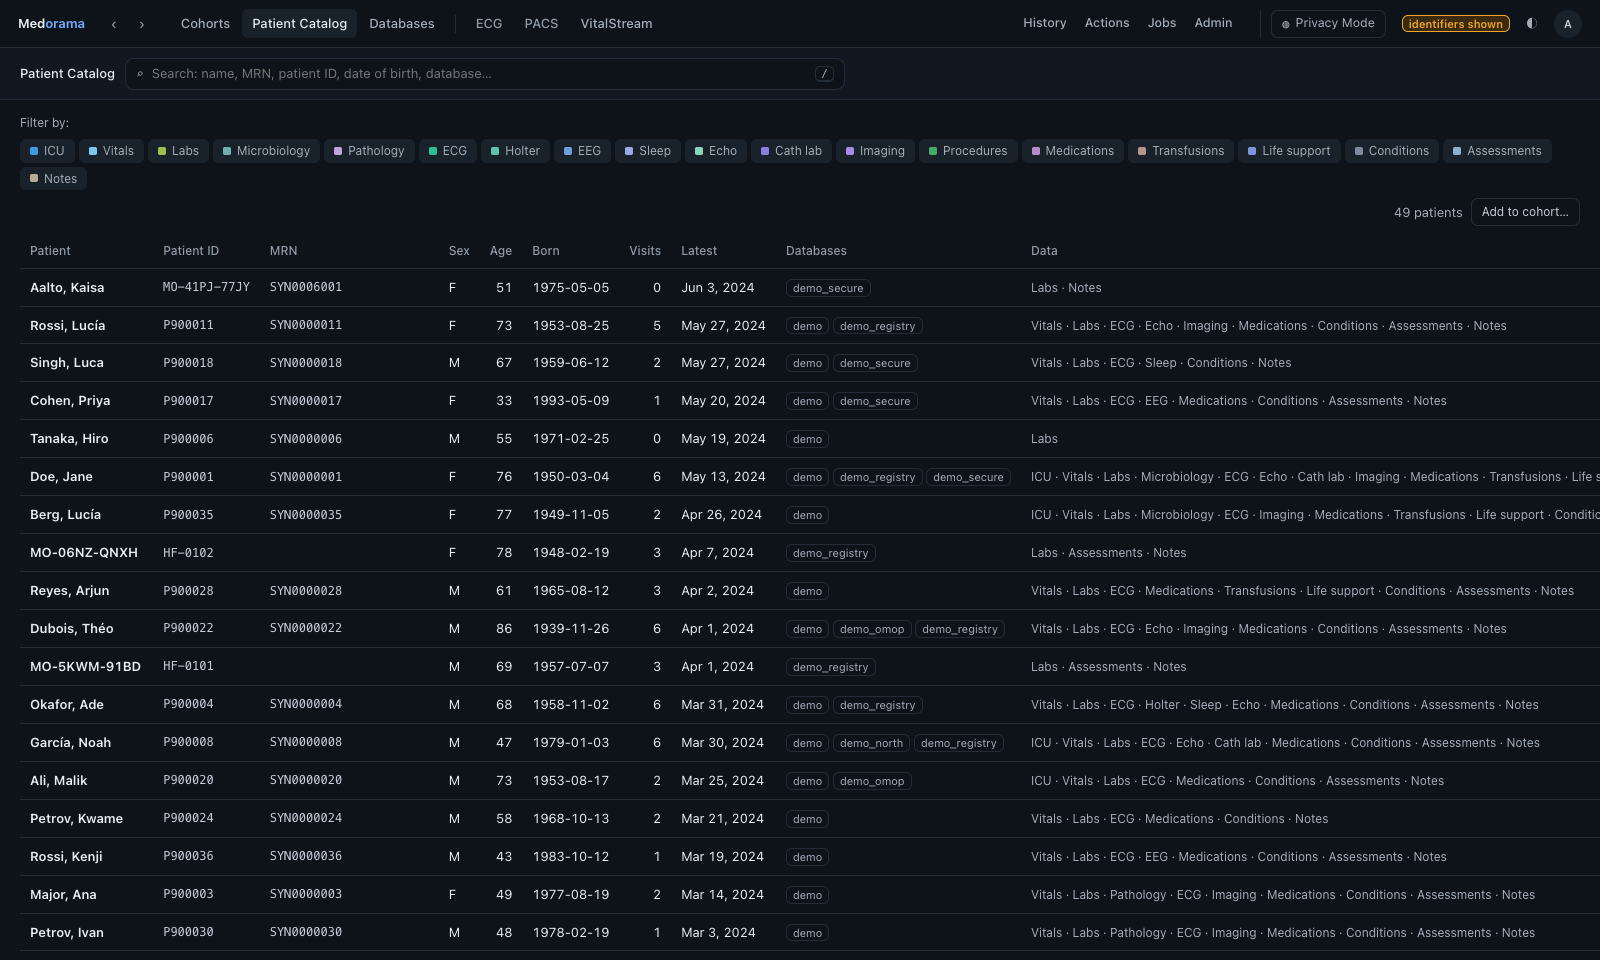 Medorama ‹ › Cohorts Patient Catalog Databases ECG PACS VitalStream History Actions Jobs Admin Privacy Mode identifiers shown A
Patient Catalog Search: name, MRN, patient ID, date of birth, database... /
Filter by:
ICU Vitals Labs Microbiology Pathology ECG Holter EEG Sleep Echo Cath lab Imaging Procedures Medications Transfusions Life support Conditions Assessments
Notes
49 patients Add to cohort...
Patient Patient ID MRN Sex Age Born Visits Latest Databases Data
Aalto, Kaisa MO-41PJ-77JY SYN0006001 F 51 1975-05-05 0 Jun 3, 2024 demo_secure Labs · Notes
Rossi, Lucía P900011 SYN0000011 F 73 1953-08-25 5 May 27, 2024 demo demo_registry Vitals · Labs · ECG · Echo · Imaging · Medications · Conditions · Assessments · Notes
Singh, Luca P900018 SYN0000018 M 67 1959-06-12 2 May 27, 2024 demo demo_secure Vitals · Labs · ECG · Sleep · Conditions · Notes
Cohen, Priya P900017 SYN0000017 F 33 1993-05-09 1 May 20, 2024 demo demo_secure Vitals · Labs · ECG · EEG · Medications · Conditions · Assessments · Notes
Tanaka, Hiro P900006 SYN0000006 M 55 1971-02-25 0 May 19, 2024 demo Labs
Doe, Jane P900001 SYN0000001 F 76 1950-03-04 6 May 13, 2024 demo demo_registry demo_secure ICU · Vitals · Labs · Microbiology · ECG · Echo · Cath lab · Imaging · Medications · Transfusions · Life s
Berg, Lucía P900035 SYN0000035 F 77 1949-11-05 2 Apr 26, 2024 demo ICU · Vitals · Labs · Microbiology · ECG · Imaging · Medications · Transfusions · Life support · Conditic
MO-06NZ-QNXH HF-0102 F 78 1948-02-19 3 Apr 7, 2024 demo_registry Labs · Assessments · Notes
Reyes, Arjun P900028 SYN0000028 M 61 1965-08-12 3 Apr 2, 2024 demo Vitals · Labs · ECG · Medications · Transfusions · Life support · Conditions · Assessments · Notes
Dubois, Théo P900022 SYN0000022 M 86 1939-11-26 6 Apr 1, 2024 demo demo_omop demo_registry Vitals · Labs · ECG · Echo · Imaging · Medications · Conditions · Assessments · Notes
MO-5KWM-91BD HF-0101 M 69 1957-07-07 3 Apr 1, 2024 demo_registry Labs · Assessments · Notes
Okafor, Ade P900004 SYN0000004 M 68 1958-11-02 6 Mar 31, 2024 demo demo_registry Vitals · Labs · ECG · Holter · Sleep · Echo · Medications · Conditions · Assessments · Notes
García, Noah P900008 SYN0000008 M 47 1979-01-03 6 Mar 30, 2024 demo demo_north demo_registry ICU · Vitals · Labs · ECG · Echo · Cath lab · Medications · Conditions · Assessments · Notes
Ali, Malik P900020 SYN0000020 M 73 1953-08-17 2 Mar 25, 2024 demo demo_omop ICU · Vitals · Labs · ECG · Medications · Conditions · Assessments · Notes
Petrov, Kwame P900024 SYN0000024 M 58 1968-10-13 2 Mar 21, 2024 demo Vitals · Labs · ECG · Medications · Conditions · Notes
Rossi, Kenji P900036 SYN0000036 M 43 1983-10-12 1 Mar 19, 2024 demo Vitals · Labs · ECG · EEG · Medications · Conditions · Assessments · Notes
Major, Ana P900003 SYN0000003 F 49 1977-08-19 2 Mar 14, 2024 demo Vitals · Labs · Pathology · ECG · Imaging · Medications · Conditions · Assessments · Notes
Petrov, Ivan P900030 SYN0000030 M 48 1978-02-19 1 Mar 3, 2024 demo Vitals · Labs · Pathology · ECG · Imaging · Medications · Conditions · Assessments · Notes